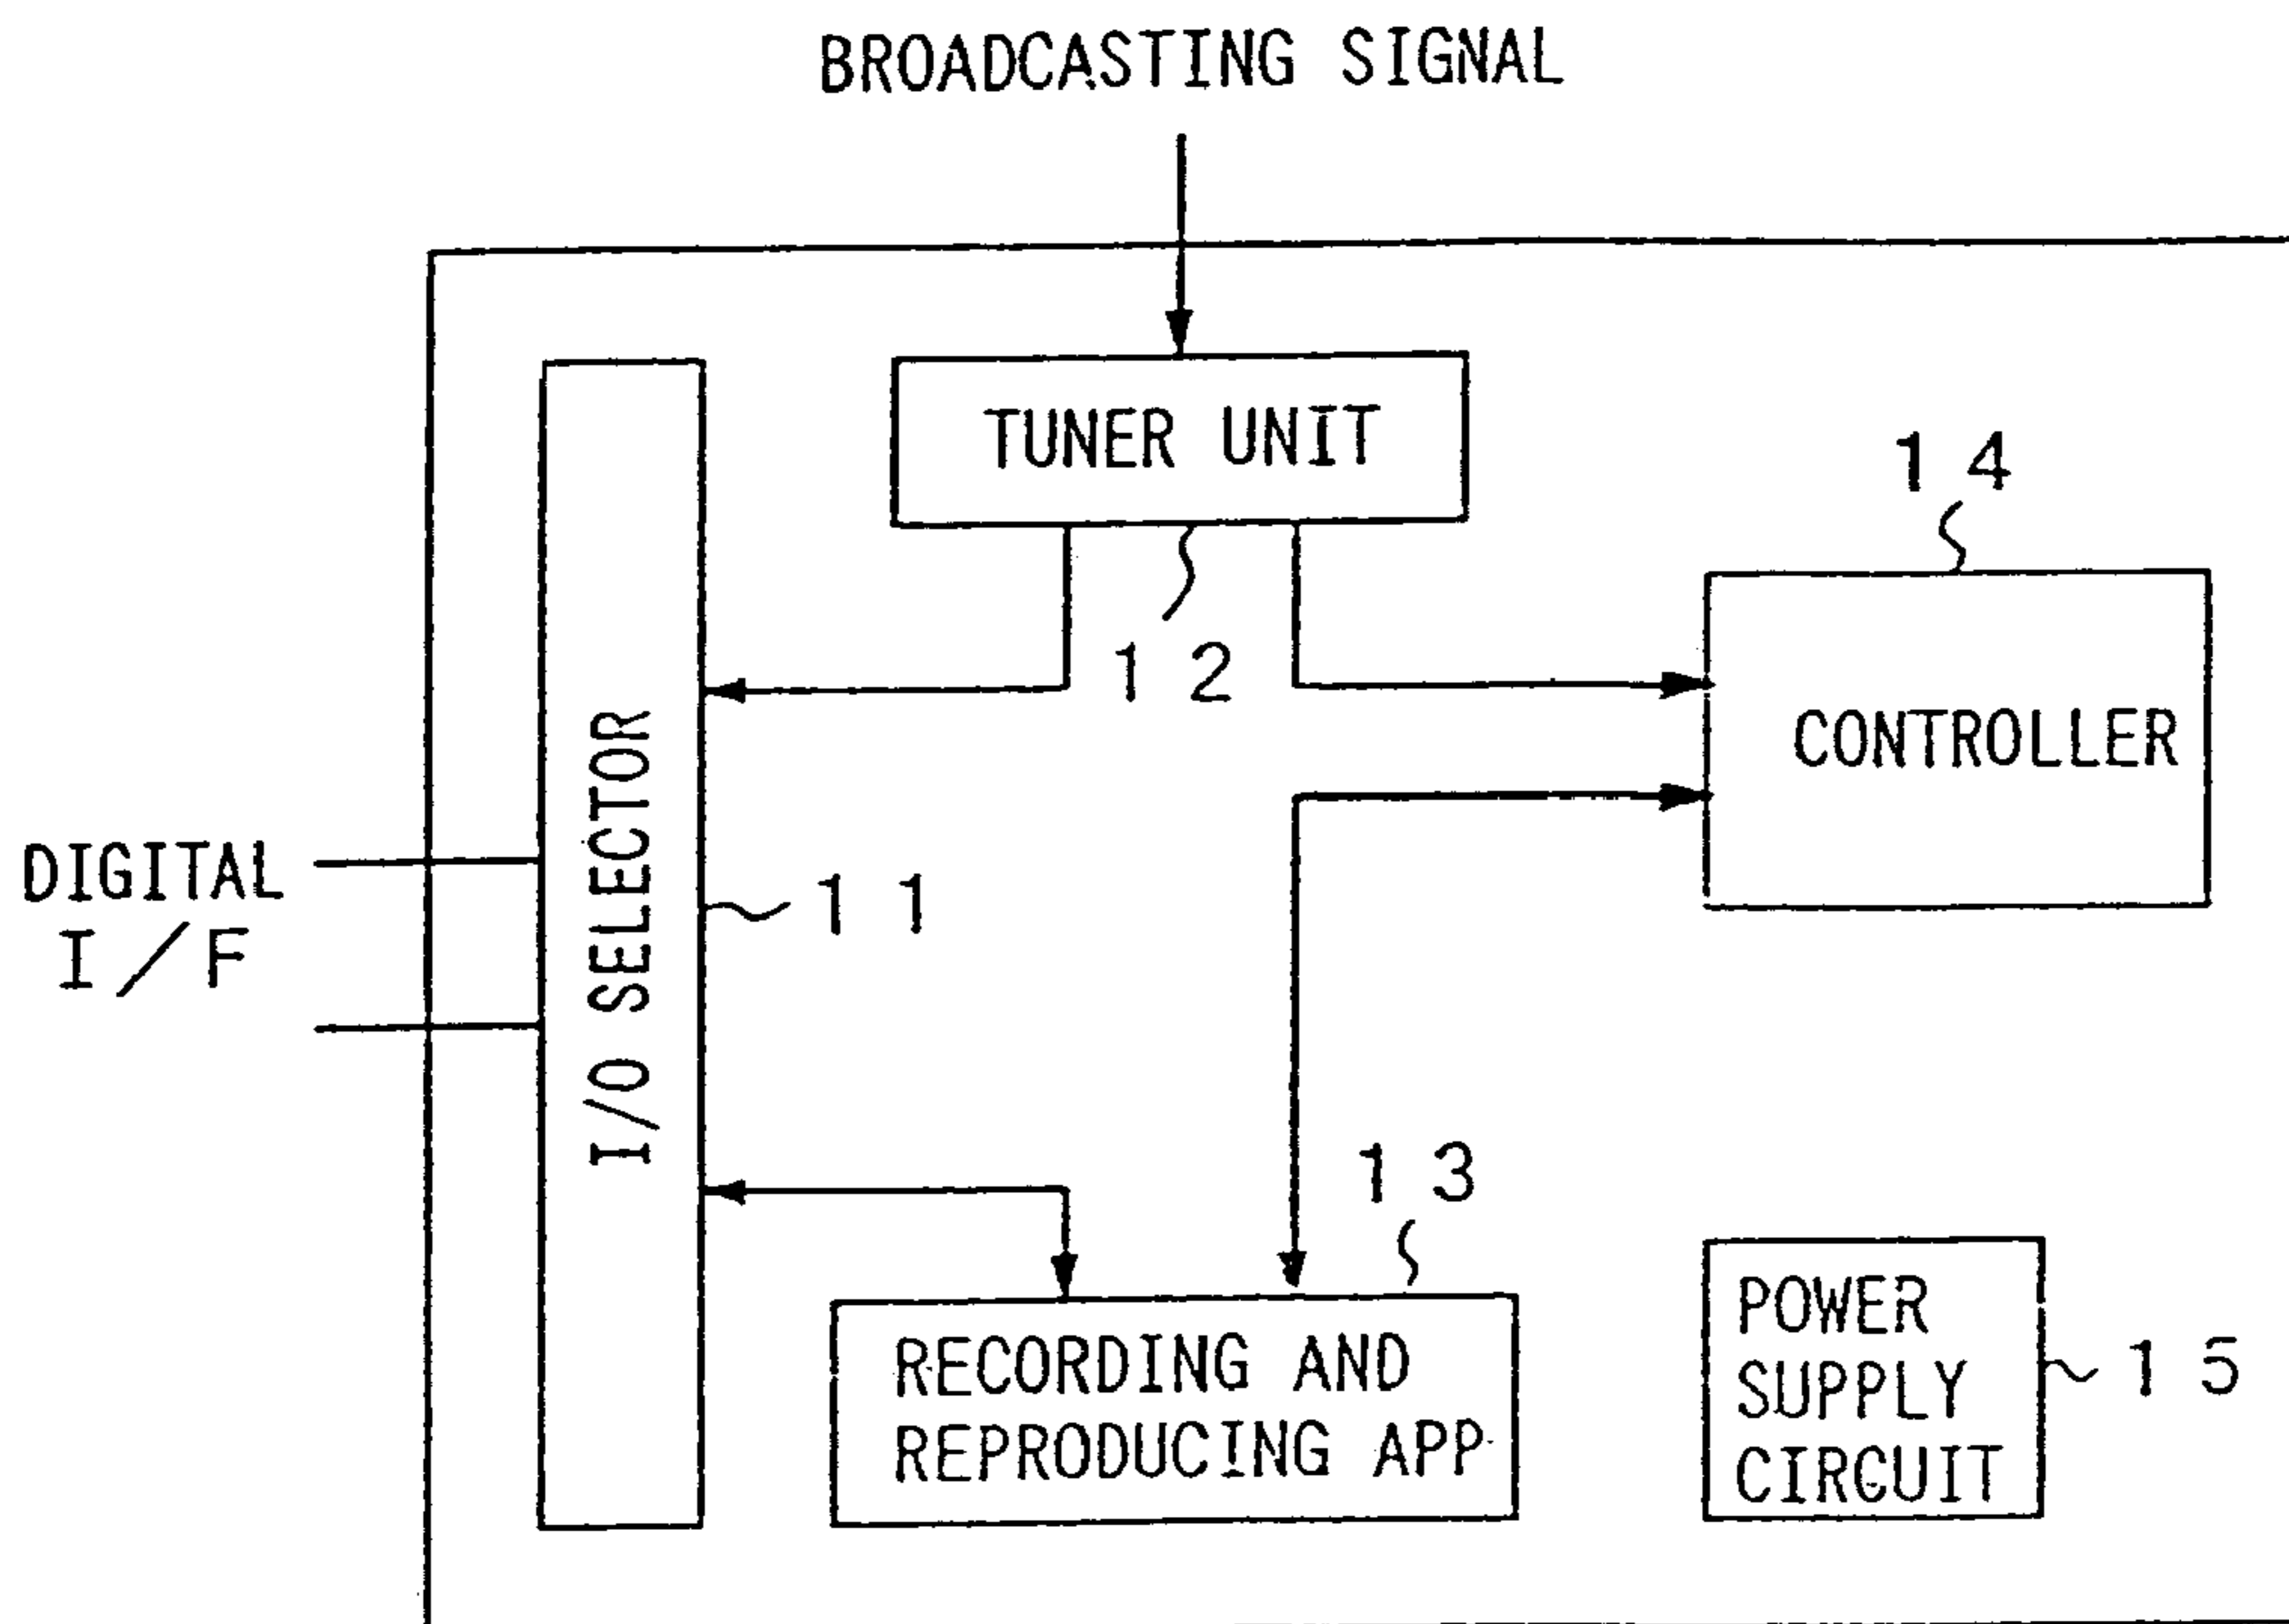 BROADCASTING SIGNAL
TUNER UNIT
1 4
1 2
CONTROLLER
I/O SELECTOR
DIGITAL
I/F
1 1
1 3
RECORDING AND
REPRODUCING APP
POWER
SUPPLY
CIRCUIT
1 5